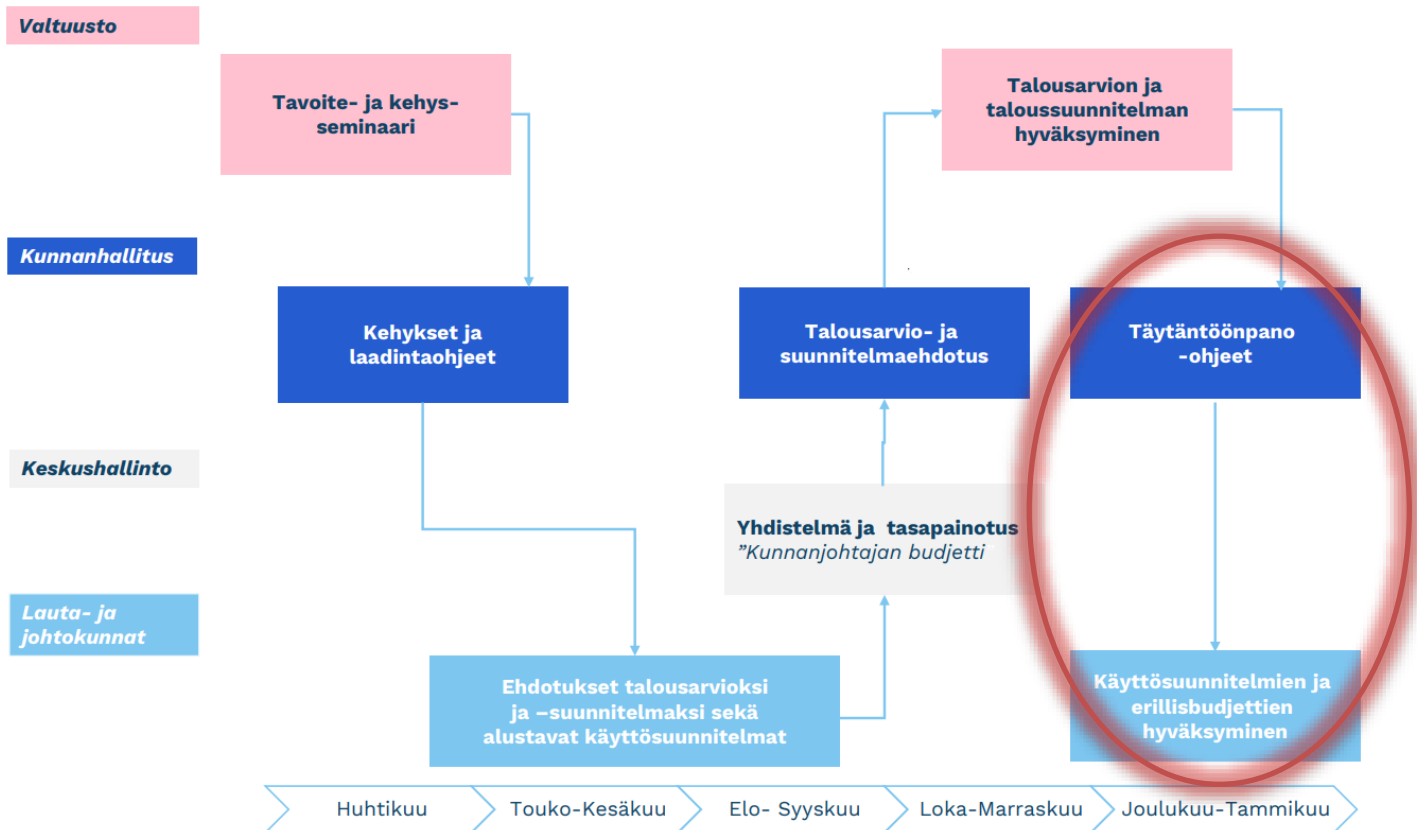 Valtuusto
Tavoite- ja kehys-
seminaari
Talousarvion ja
taloussuunnitelman
hyväksyminen
Kunnanhallitus
Kehykset ja
laadintaohjeet
Talousarvio- ja
suunnitelmaehdotus
Täytäntöönpano
-ohjeet
Keskushallinto
Yhdistelmä ja tasapainotus
”Kunnanjohtajan budjetti
Lauta- ja
johtokunnat
Ehdotukset talousarvioksi
ja –suunnitelmaksi sekä
alustavat käyttösuunnitelmat
Käyttösuunnitelmien ja
erillisbudjettien
hyväksyminen
Huhtikuu
Touko-Kesäkuu
Elo- Syyskuu
Loka-Marraskuu
Joulukuu-Tammikuu